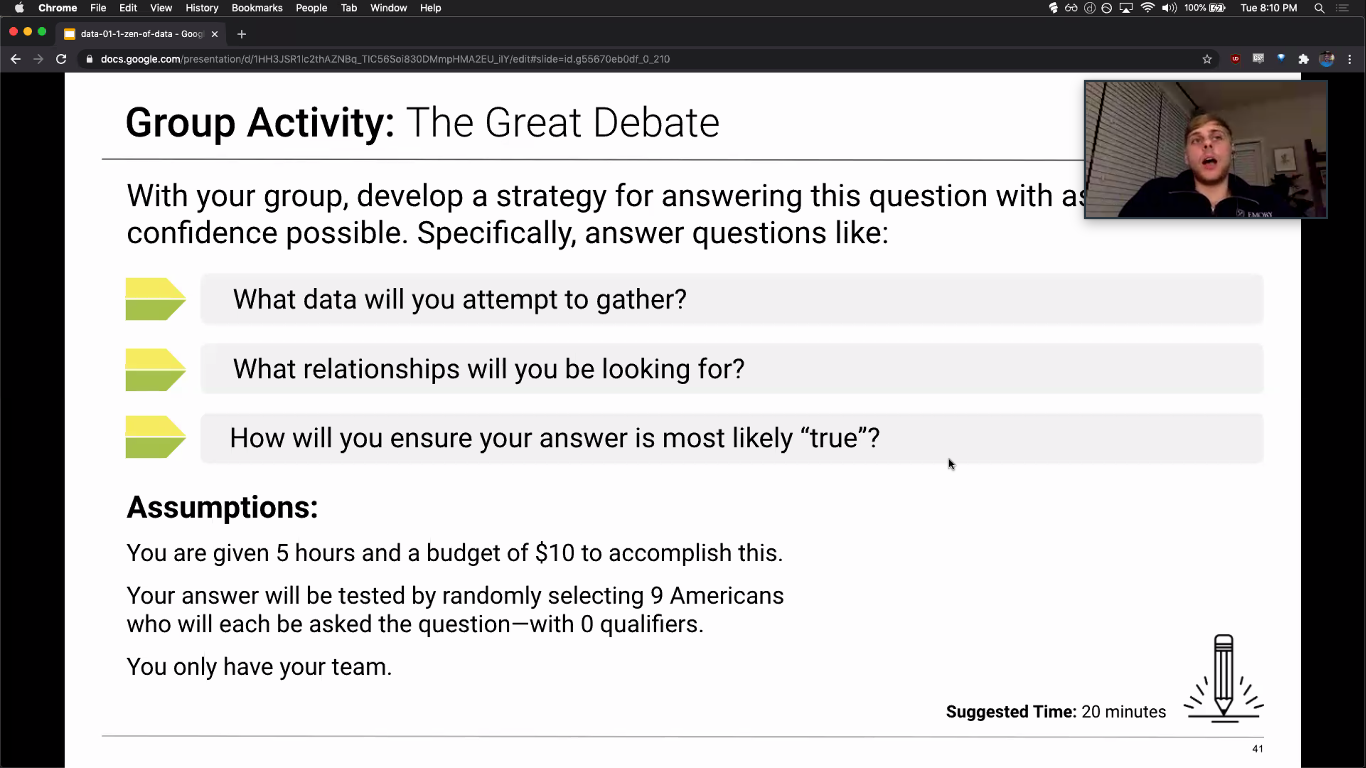 Chrome File Edit View History Bookmarks People Tab Window Help 100% Tue 8:10 PM
data-01-1-zen-of-data - Goog
docs.google.com/presentation/d/1HH3JSR1lc2thAZNBq_TIC56Soi830DMmpHMA2EU_iIY/edit#slide=id.g55670eb0df_0_210
Group Activity: The Great Debate
With your group, develop a strategy for answering this question with as
confidence possible. Specifically, answer questions like:
What data will you attempt to gather?
What relationships will you be looking for?
How will you ensure your answer is most likely “true”?
Assumptions:
You are given 5 hours and a budget of $10 to accomplish this.
Your answer will be tested by randomly selecting 9 Americans
who will each be asked the question—with 0 qualifiers.
You only have your team.
Suggested Time: 20 minutes
41
EMORY